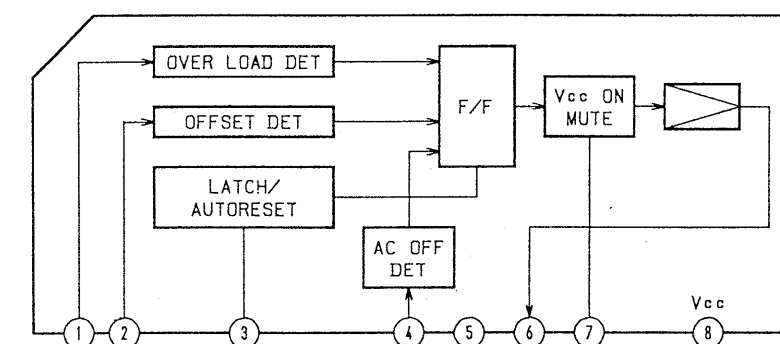 OVER LOAD DET
OFFSET DET
LATCH/
AUTORESET
F/F
Vcc ON
MUTE
AC OFF
DET
Vcc
1 2 3 4 5 6 7 8